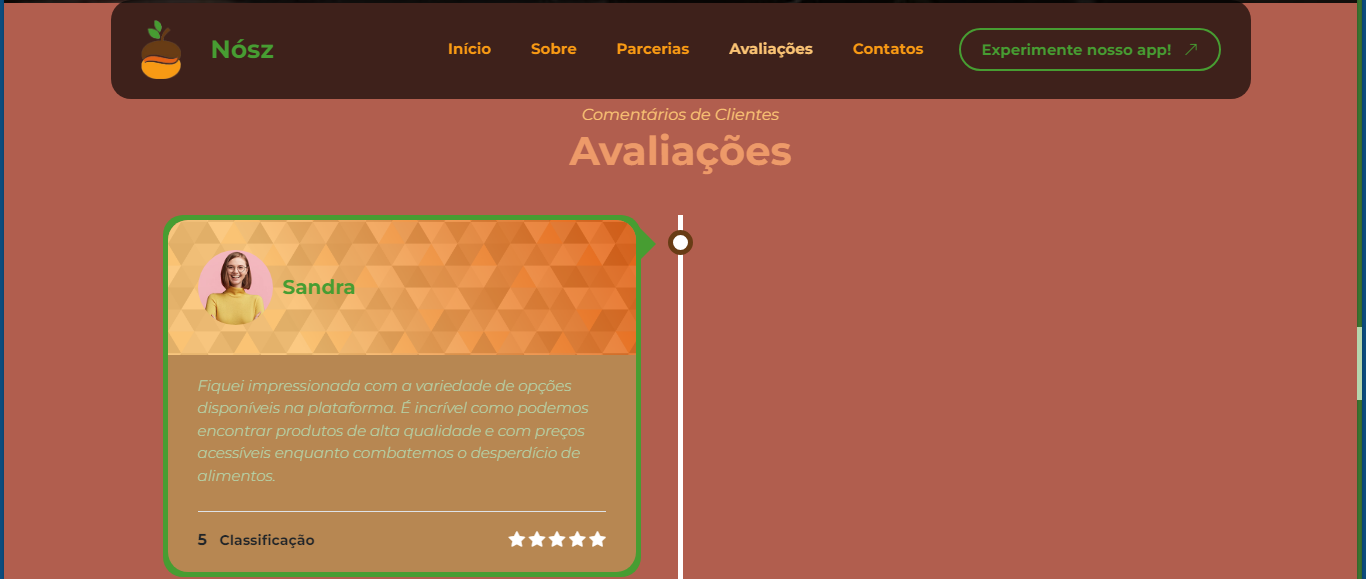 Nósz
Início Sobre Parcerias Avaliações Contatos Experimente nosso app!
Comentários de Clientes
Avaliações
Sandra
Fiquei impressionada com a variedade de opções
disponíveis na plataforma. É incrível como podemos
encontrar produtos de alta qualidade e com preços
acessíveis enquanto combatemos o desperdício de
alimentos.
5 Classificação